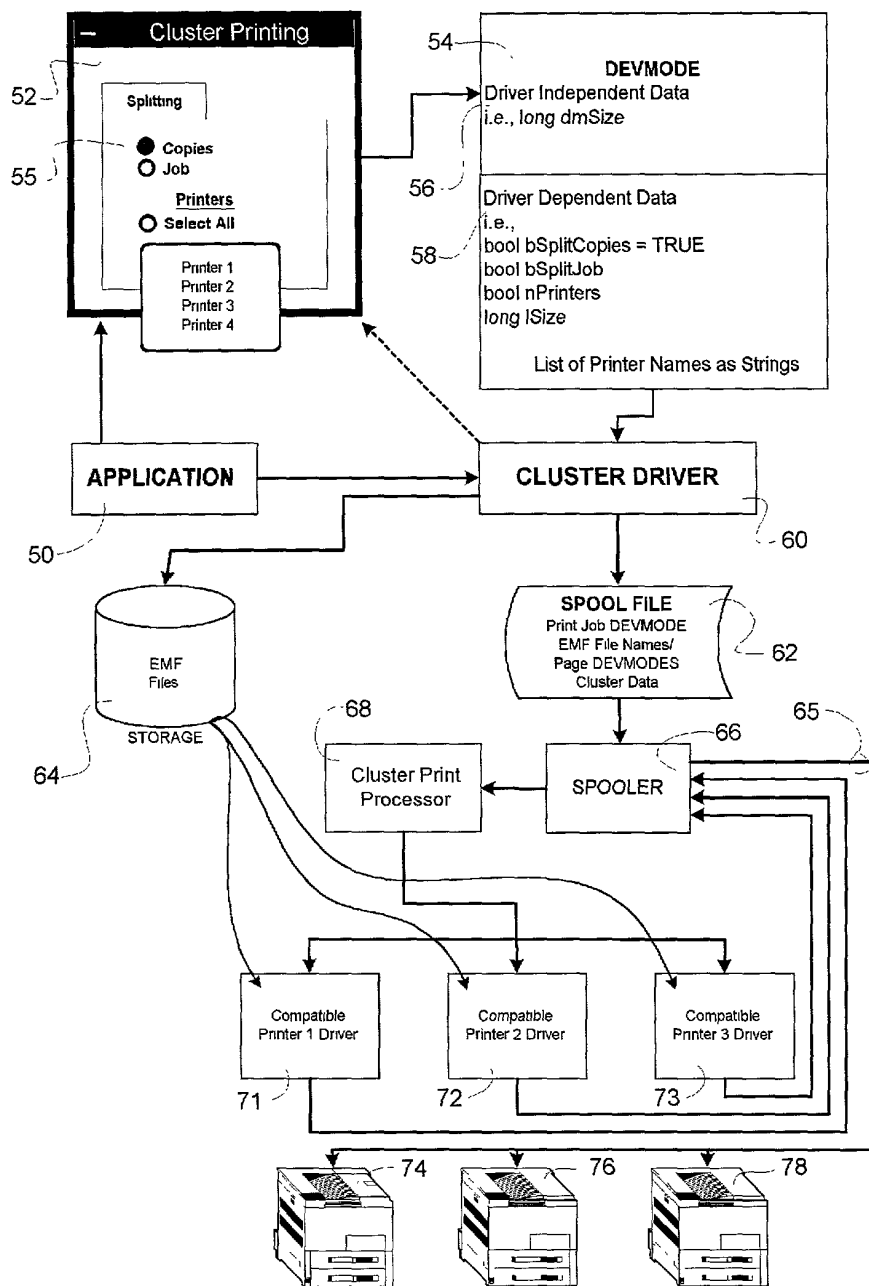 Cluster Printing
52
Splitting
55
Copies
Job
Printers
Select All
Printer 1
Printer 2
Printer 3
Printer 4
54
DEVMODE
Driver Independent Data
i.e., long dmSize
56
Driver Dependent Data
i.e.,
58
bool bSplitCopies = TRUE
bool bSplitJob
bool nPrinters
long lSize
List of Printer Names as Strings
APPLICATION
50
CLUSTER DRIVER
60
SPOOL FILE
Print Job DEVMODE
EMF File Names/
Page DEVMODES
Cluster Data
62
EMF
Files
64
STORAGE
68
Cluster Print
Processor
66
65
SPOOLER
Compatible
Printer 1 Driver
71
Compatible
Printer 2 Driver
72
Compatible
Printer 3 Driver
73
74
76
78